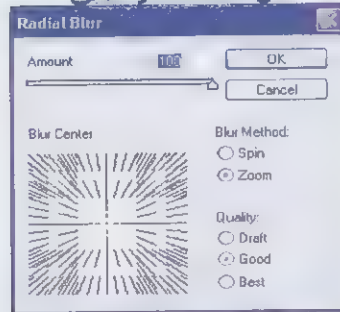 Radial Blur
Amount 100
OK
Cancel
Blur Center
Blur Method:
Spin
Zoom
Quality:
Draft
Good
Best